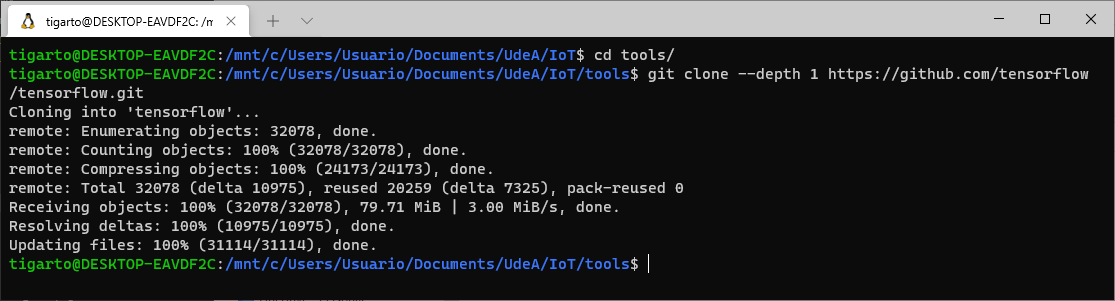 tigarto@DESKTOP-EAVDF2C: /m
tigarto@DESKTOP-EAVDF2C:/mnt/c/Users/Usuario/Documents/UdeA/IoT$ cd tools/
tigarto@DESKTOP-EAVDF2C:/mnt/c/Users/Usuario/Documents/UdeA/IoT/tools$ git clone --depth 1 https://github.com/tensorflow
/tensorflow.git
Cloning into 'tensorflow'...
remote: Enumerating objects: 32078, done.
remote: Counting objects: 100% (32078/32078), done.
remote: Compressing objects: 100% (24173/24173), done.
remote: Total 32078 (delta 10975), reused 20259 (delta 7325), pack-reused 0
Receiving objects: 100% (32078/32078), 79.71 MiB | 3.00 MiB/s, done.
Resolving deltas: 100% (10975/10975), done.
Updating files: 100% (31114/31114), done.
tigarto@DESKTOP-EAVDF2C:/mnt/c/Users/Usuario/Documents/UdeA/IoT/tools$